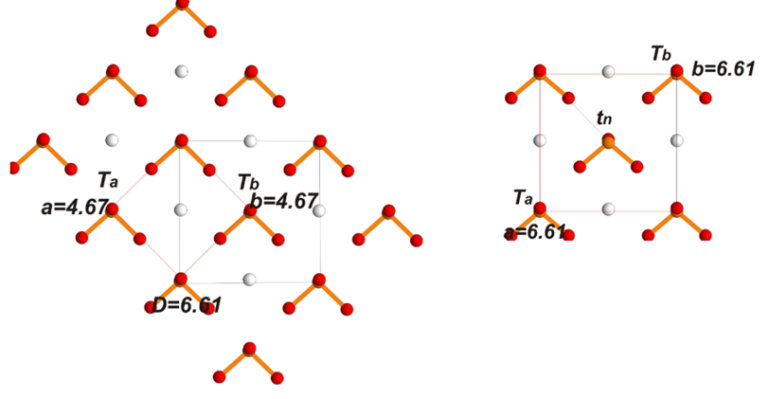 Ta
a=4.67
Tb
b=4.67
D=6.61
Tb
b=6.61
tn
Ta
a=6.61